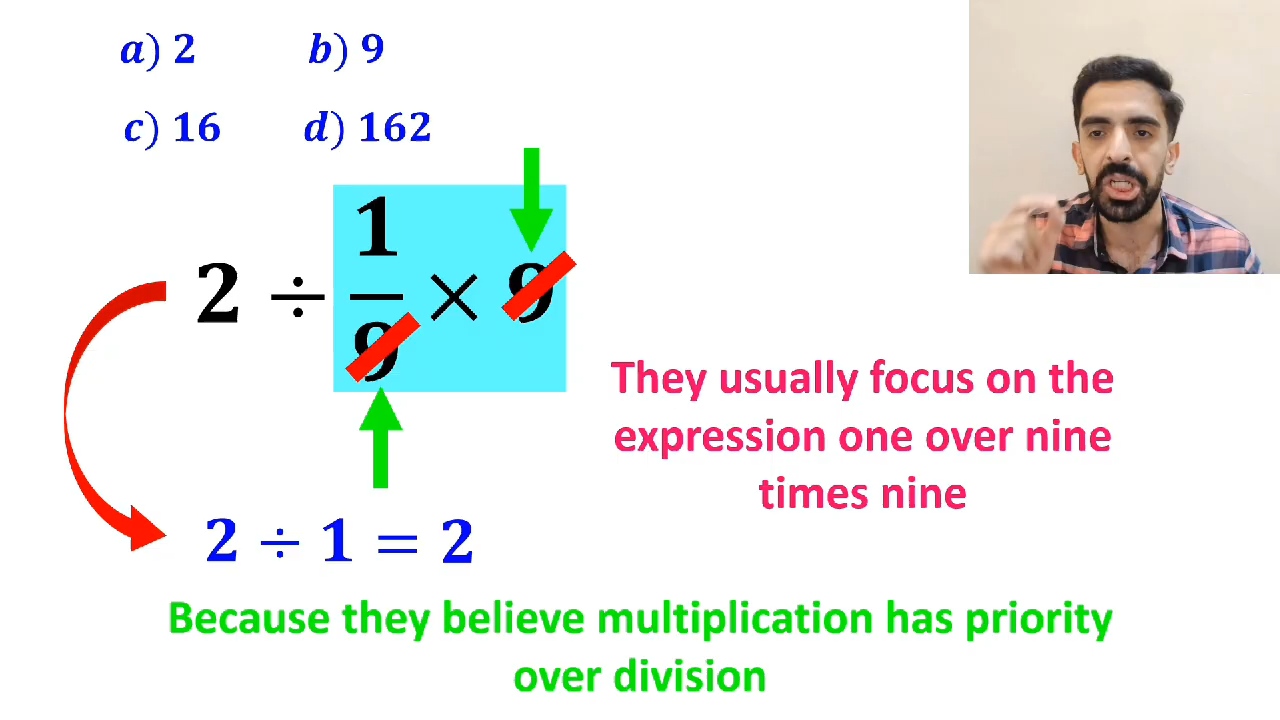 a) 2 b) 9
c) 16 d) 162
2 ÷ 1/9 × 9
They usually focus on the
expression one over nine
times nine
2 ÷ 1 = 2
Because they believe multiplication has priority
over division